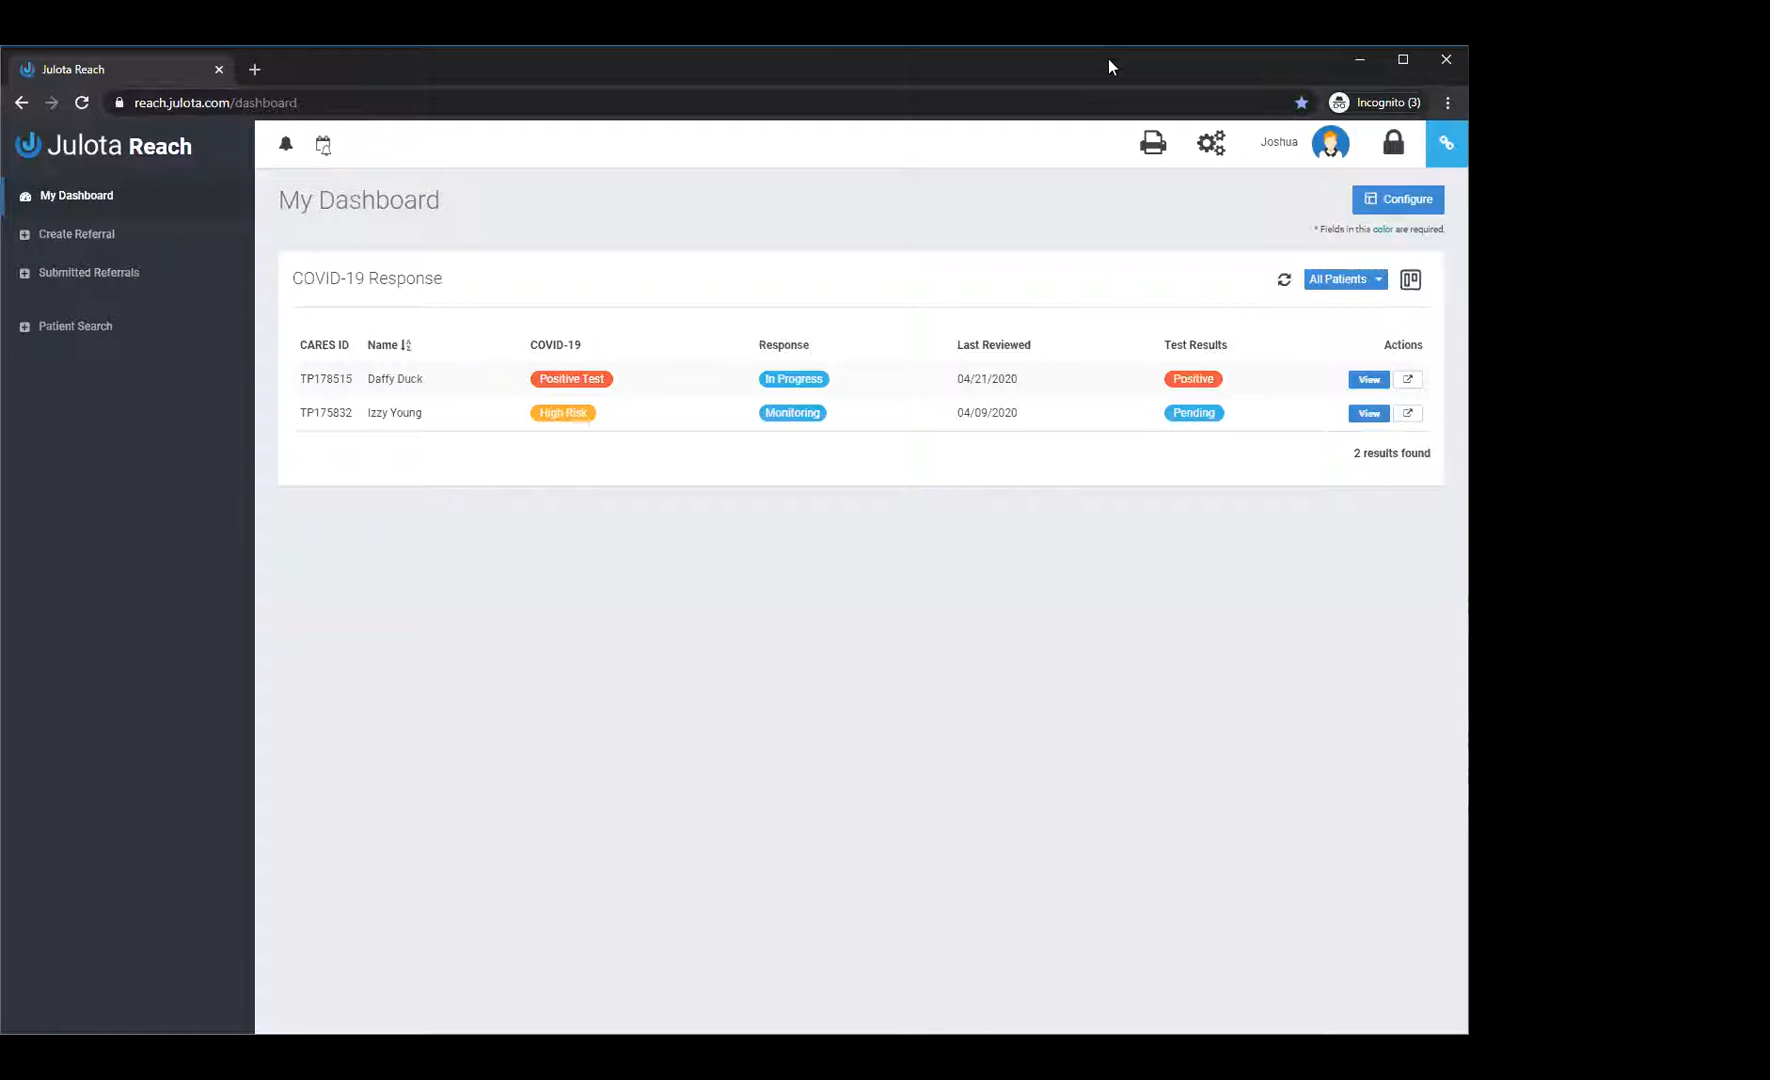 Julota Reach
reach.julota.com/dashboard
Incognito (3)
Julota Reach
Joshua
My Dashboard
Create Referral
Submitted Referrals
Patient Search
My Dashboard
Configure
* Fields in this color are required.
COVID-19 Response
All Patients
CARES ID Name COVID-19 Response Last Reviewed Test Results Actions
TP178515 Daffy Duck Positive Test In Progress 04/21/2020 Positive View
TP175832 Izzy Young High Risk Monitoring 04/09/2020 Pending View
2 results found